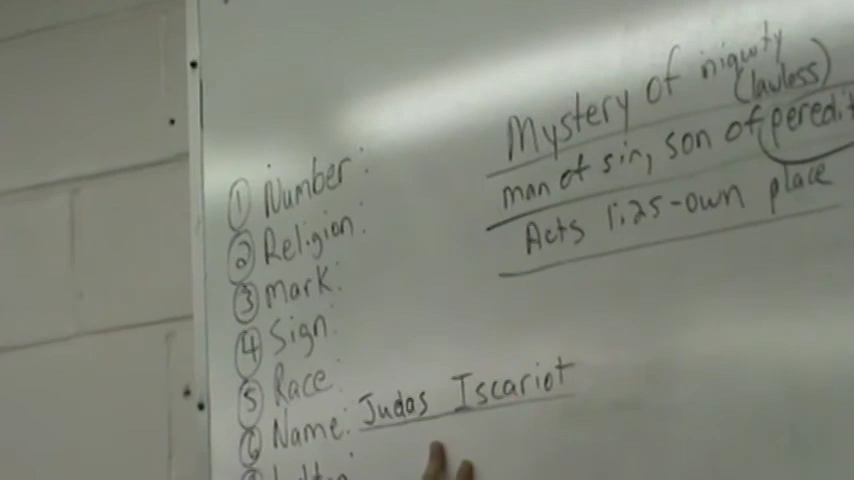 Mystery of niquity
(lawless)
man of sin, son of peredit
Acts 1:25-own place
① Number:
② Religion:
③ Mark:
④ Sign:
⑤ Race:
⑥ Name: Judas Iscariot